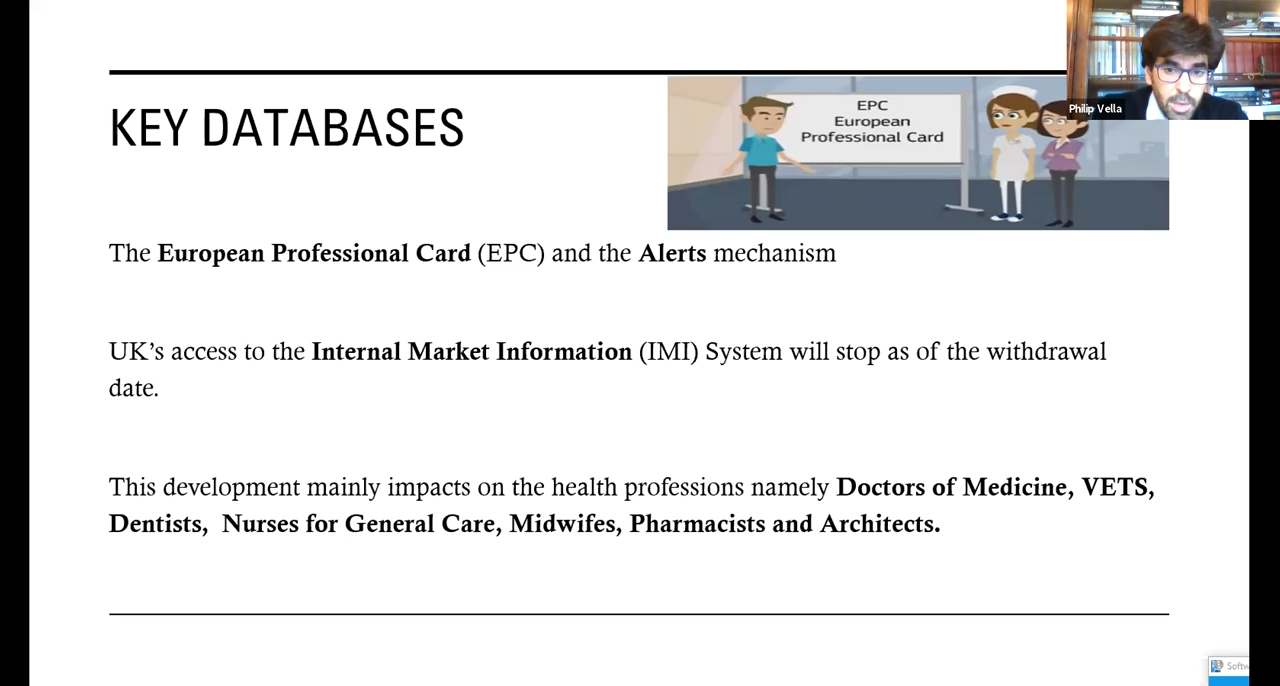 EPC
European
Professional Card
Philip Vella
KEY DATABASES
The European Professional Card (EPC) and the Alerts mechanism
UK’s access to the Internal Market Information (IMI) System will stop as of the withdrawal
date.
This development mainly impacts on the health professions namely Doctors of Medicine, VETS,
Dentists, Nurses for General Care, Midwifes, Pharmacists and Architects.